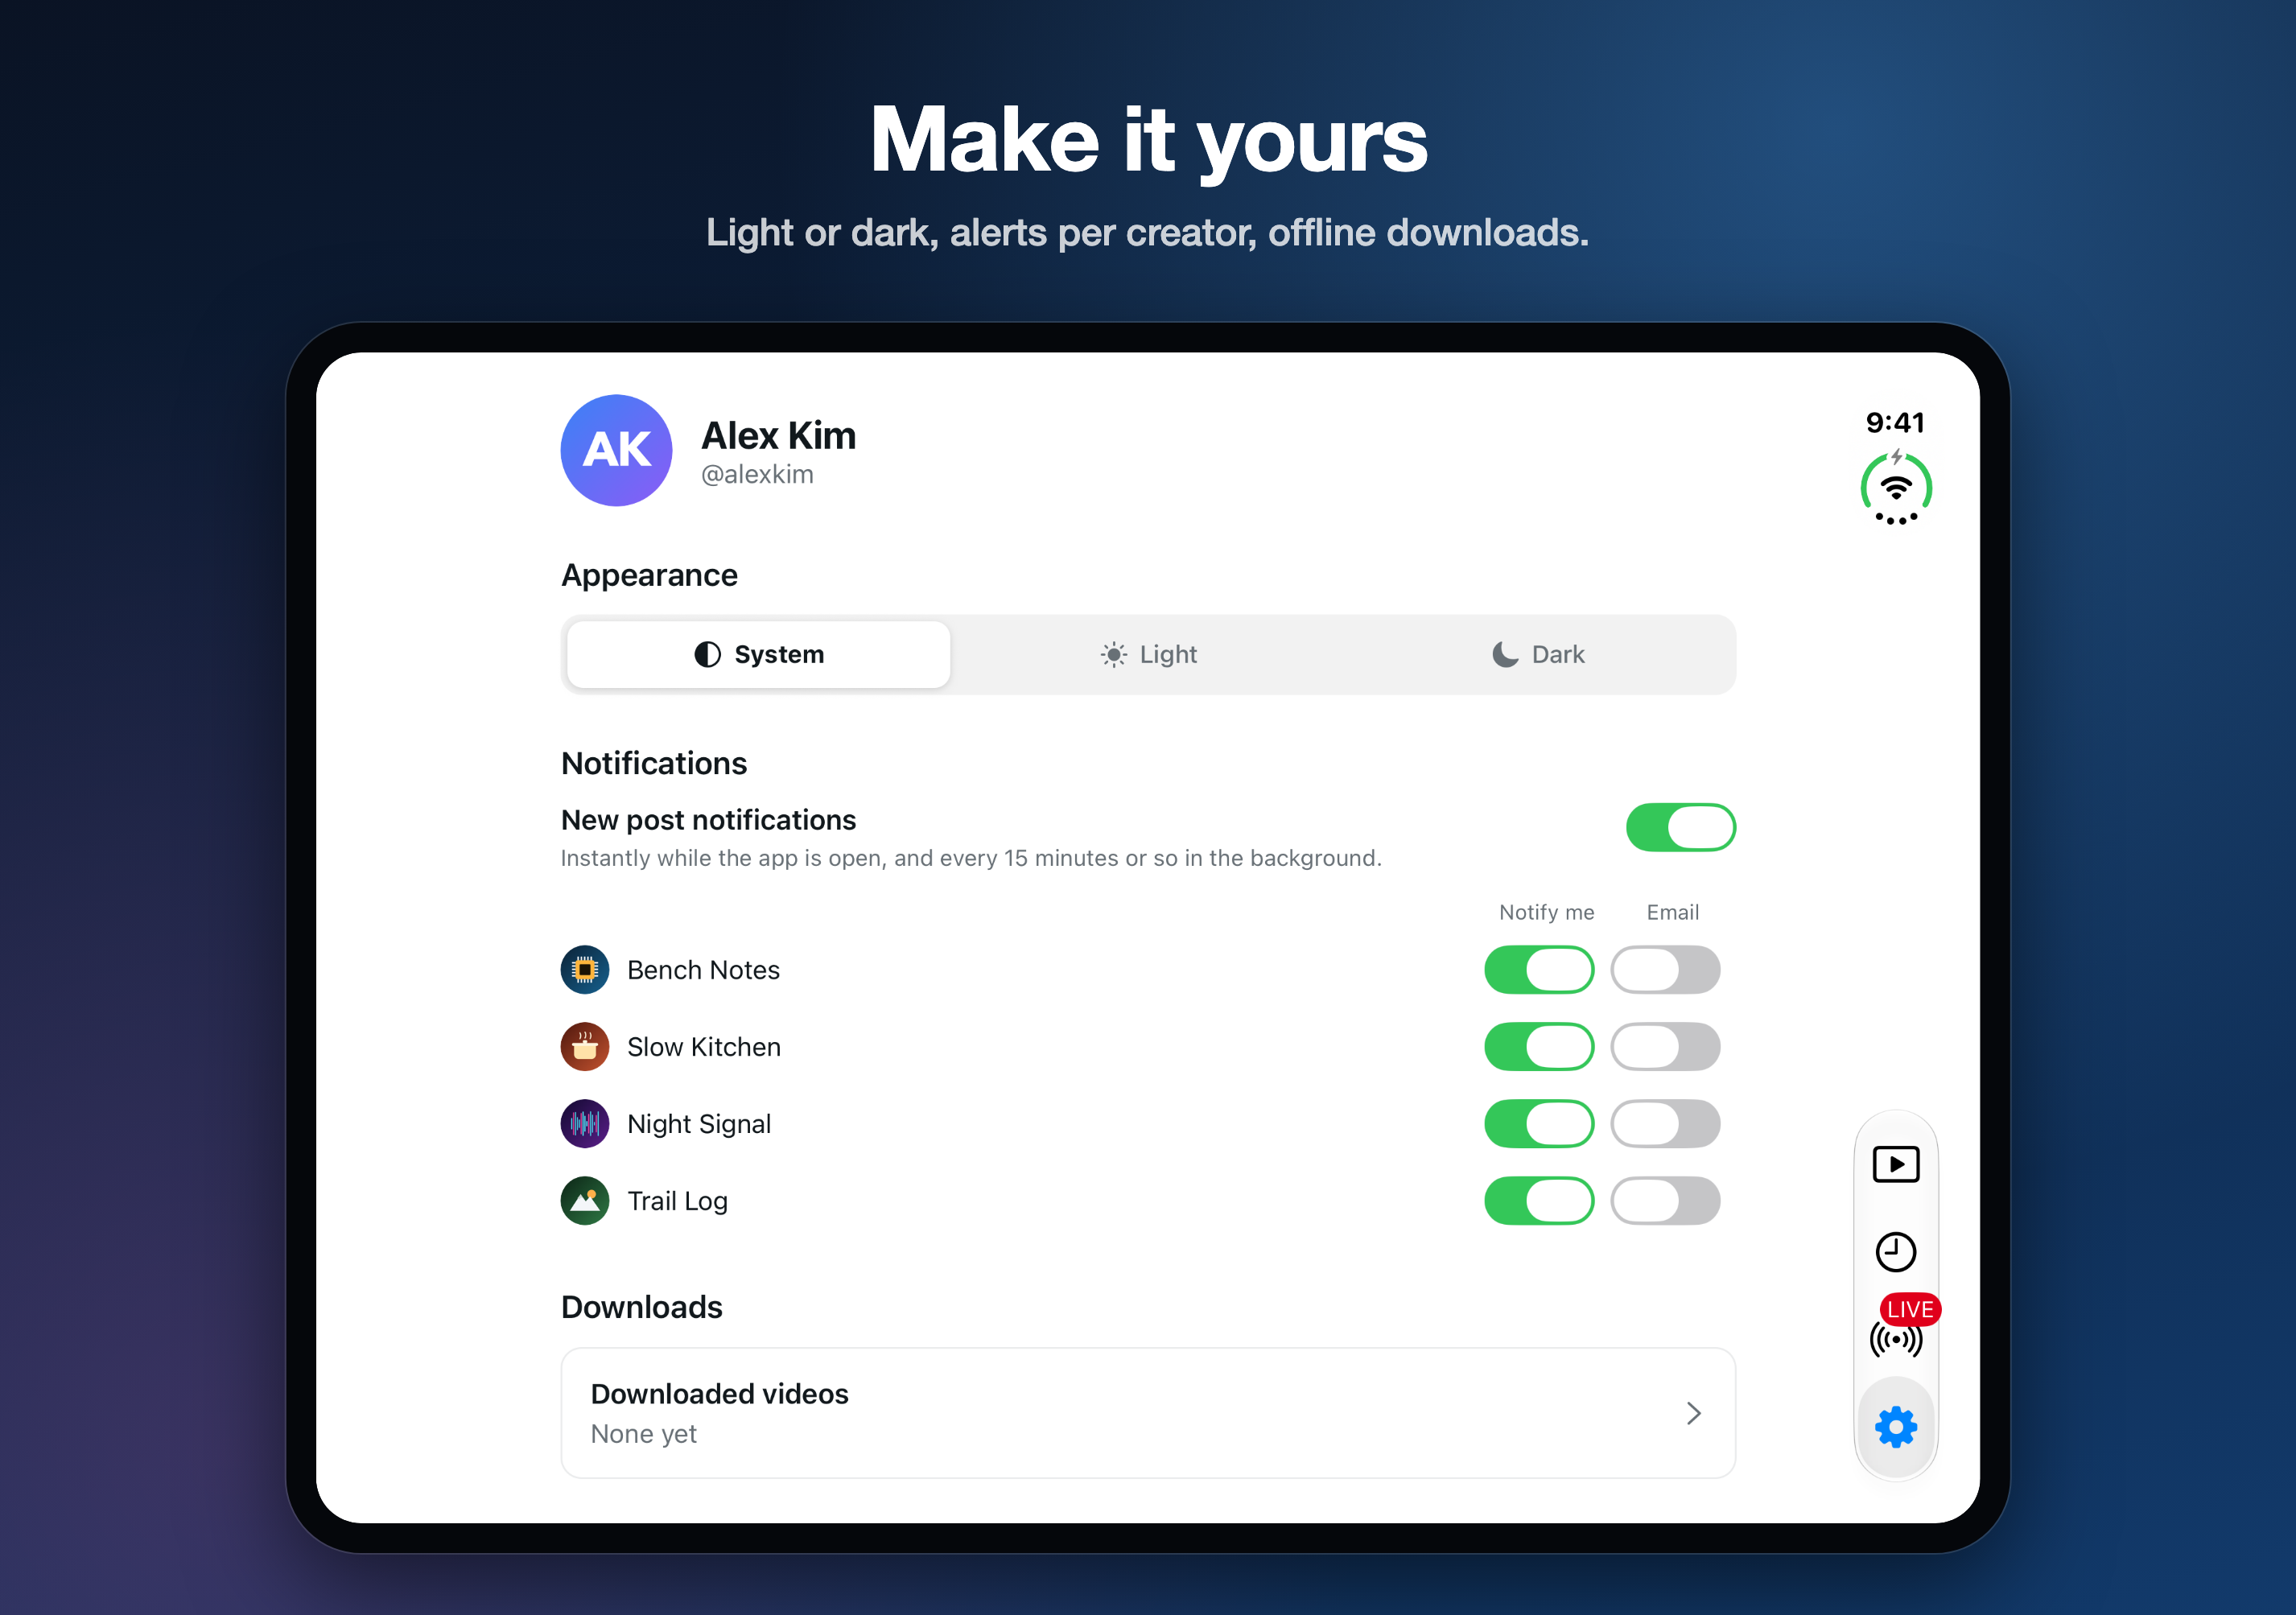 Make it yours
Light or dark, alerts per creator, offline downloads.
AK
Alex Kim
@alexkim
9:41
Appearance
System
Light
Dark
Notifications
New post notifications
Instantly while the app is open, and every 15 minutes or so in the background.
Notify me
Email
Bench Notes
Slow Kitchen
Night Signal
Trail Log
LIVE
Downloads
Downloaded videos
None yet